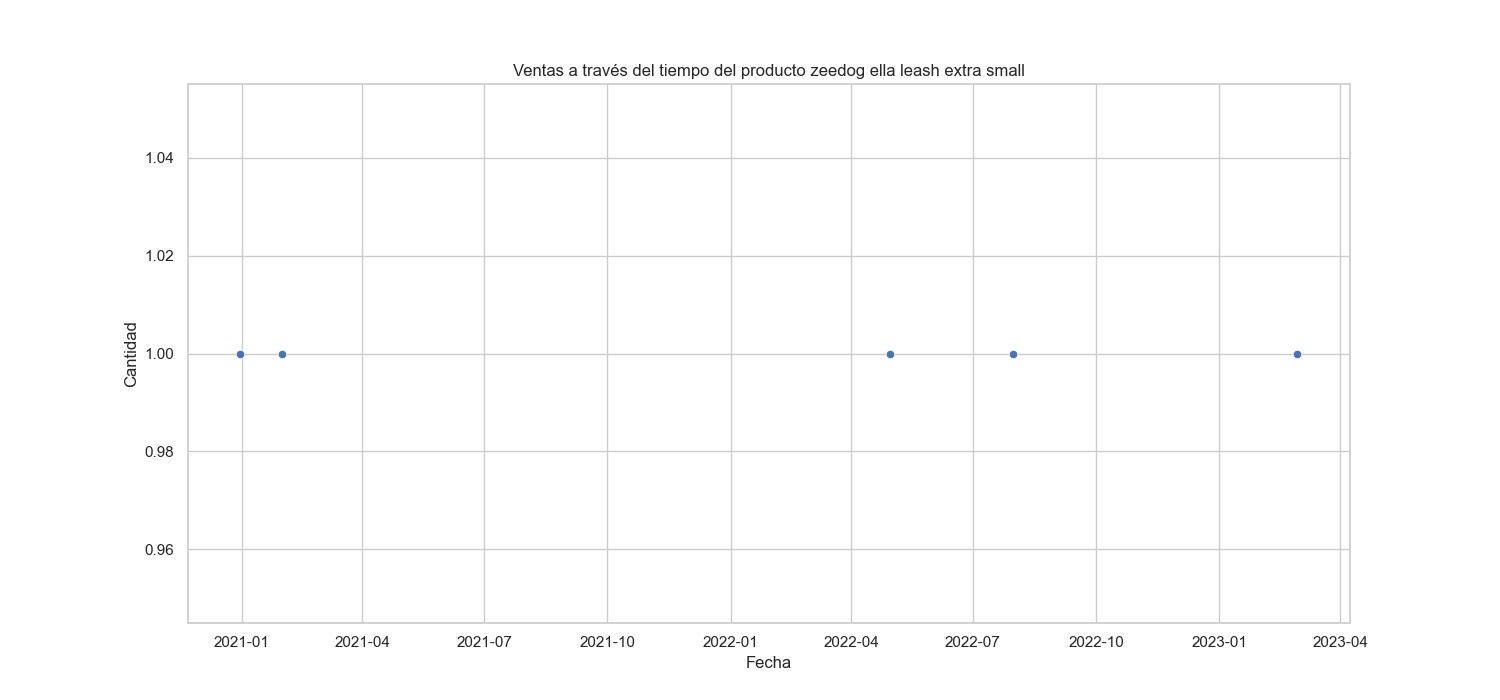 Ventas a través del tiempo del producto zeedog ella leash extra small
1.04
1.02
1.00
0.98
0.96
Cantidad
2021-01 2021-04 2021-07 2021-10 2022-01 2022-04 2022-07 2022-10 2023-01 2023-04
Fecha